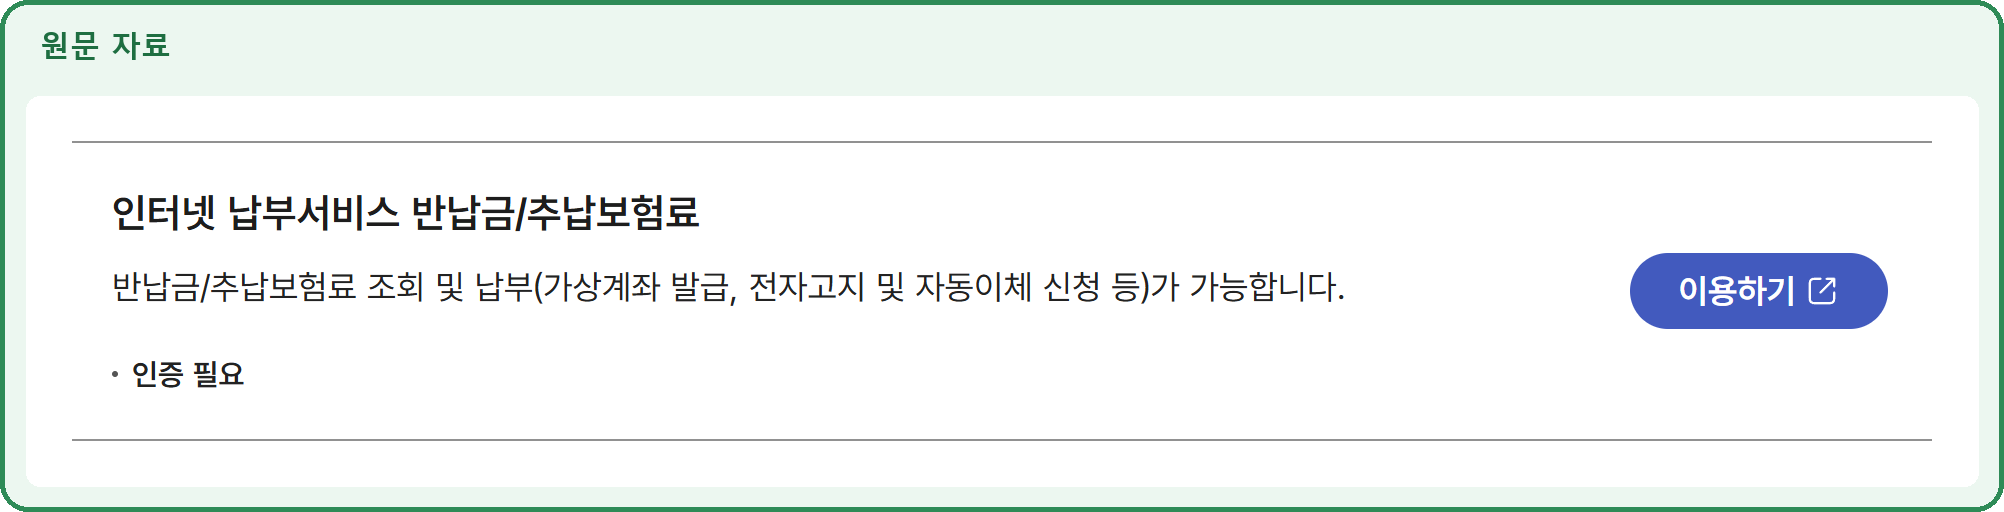 원문 자료
인터넷 납부서비스 반납금/추납보험료
반납금/추납보험료 조회 및 납부(가상계좌 발급, 전자고지 및 자동이체 신청 등)가 가능합니다.
이용하기
• 인증 필요